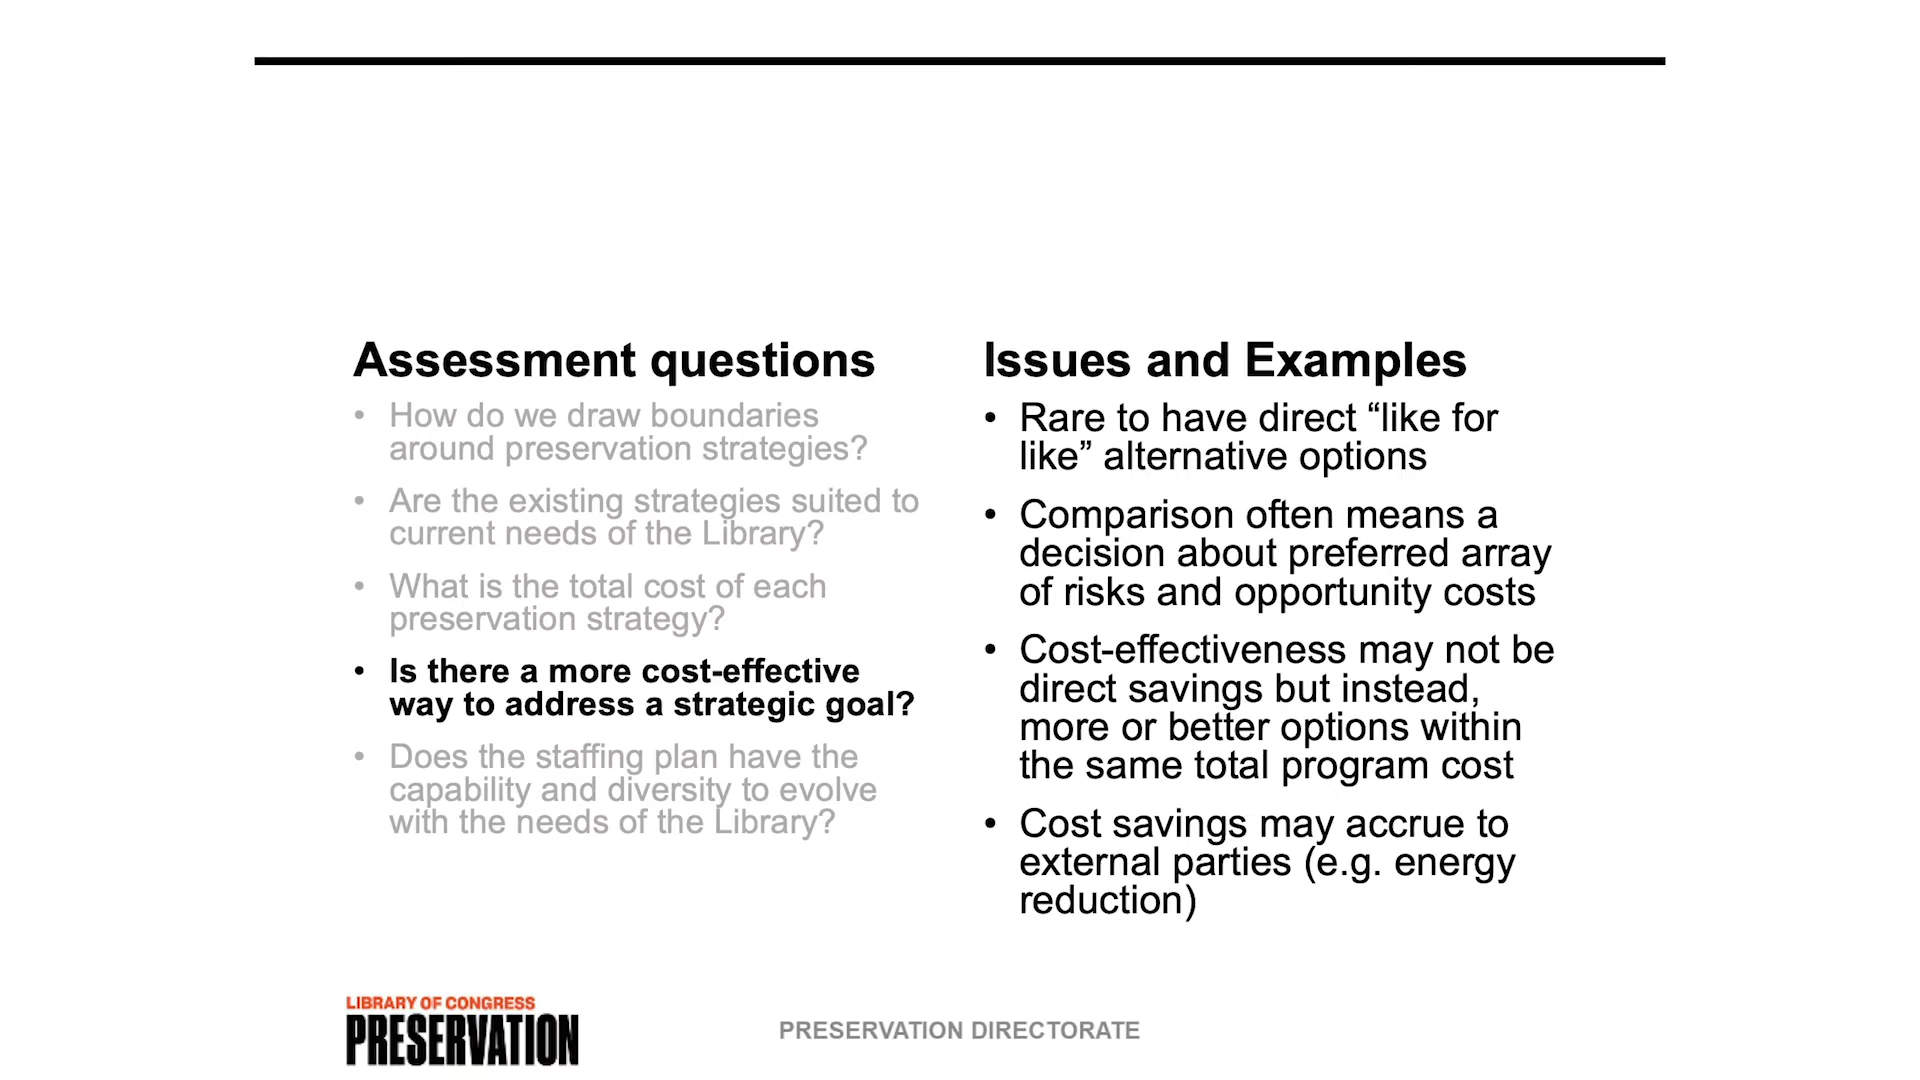 Assessment questions
• How do we draw boundaries
around preservation strategies?
• Are the existing strategies suited to
current needs of the Library?
• What is the total cost of each
preservation strategy?
• Is there a more cost-effective
way to address a strategic goal?
• Does the staffing plan have the
capability and diversity to evolve
with the needs of the Library?
Issues and Examples
• Rare to have direct “like for
like” alternative options
• Comparison often means a
decision about preferred array
of risks and opportunity costs
• Cost-effectiveness may not be
direct savings but instead,
more or better options within
the same total program cost
• Cost savings may accrue to
external parties (e.g. energy
reduction)
LIBRARY OF CONGRESS
PRESERVATION
PRESERVATION DIRECTORATE